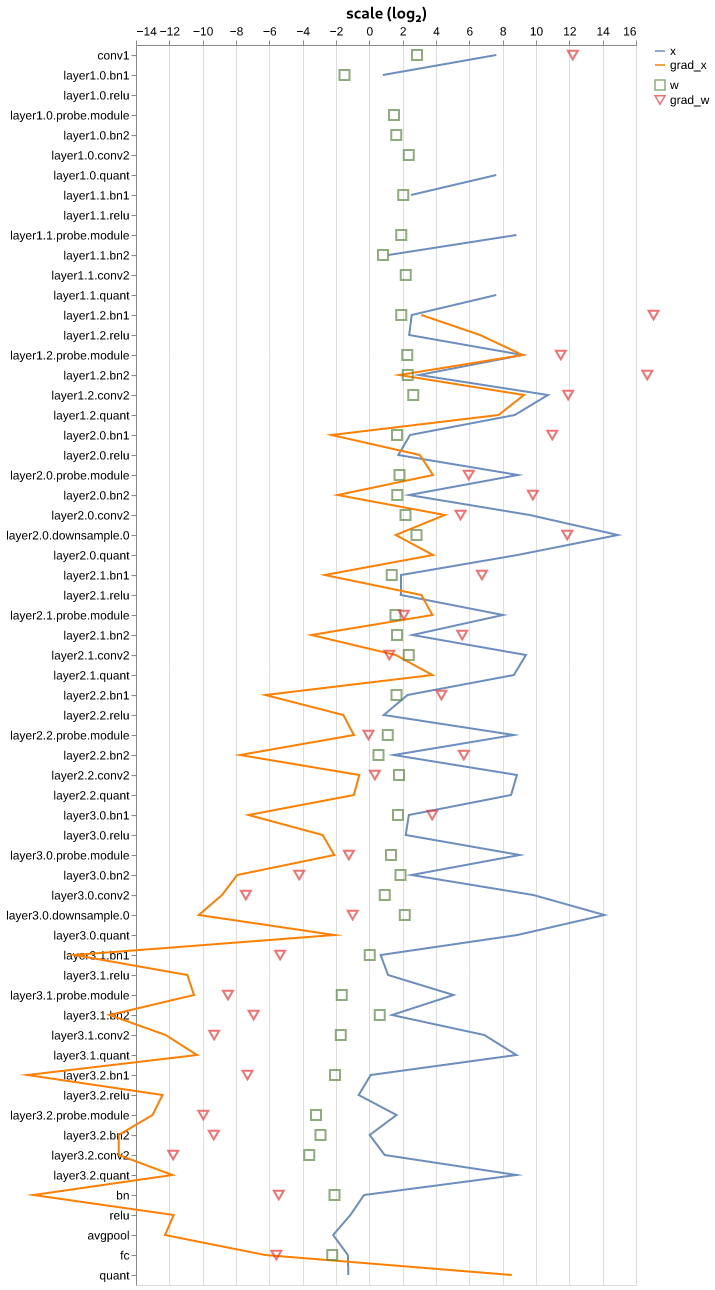 scale (log₂)
−14 −12 −10 −8 −6 −4 −2 0 2 4 6 8 10 12 14 16
x
grad_x
w
grad_w
conv1
layer1.0.bn1
layer1.0.relu
layer1.0.probe.module
layer1.0.bn2
layer1.0.conv2
layer1.0.quant
layer1.1.bn1
layer1.1.relu
layer1.1.probe.module
layer1.1.bn2
layer1.1.conv2
layer1.1.quant
layer1.2.bn1
layer1.2.relu
layer1.2.probe.module
layer1.2.bn2
layer1.2.conv2
layer1.2.quant
layer2.0.bn1
layer2.0.relu
layer2.0.probe.module
layer2.0.bn2
layer2.0.conv2
layer2.0.downsample.0
layer2.0.quant
layer2.1.bn1
layer2.1.relu
layer2.1.probe.module
layer2.1.bn2
layer2.1.conv2
layer2.1.quant
layer2.2.bn1
layer2.2.relu
layer2.2.probe.module
layer2.2.bn2
layer2.2.conv2
layer2.2.quant
layer3.0.bn1
layer3.0.relu
layer3.0.probe.module
layer3.0.bn2
layer3.0.conv2
layer3.0.downsample.0
layer3.0.quant
layer3.1.bn1
layer3.1.relu
layer3.1.probe.module
layer3.1.bn2
layer3.1.conv2
layer3.1.quant
layer3.2.bn1
layer3.2.relu
layer3.2.probe.module
layer3.2.bn2
layer3.2.conv2
layer3.2.quant
bn
relu
avgpool
fc
quant